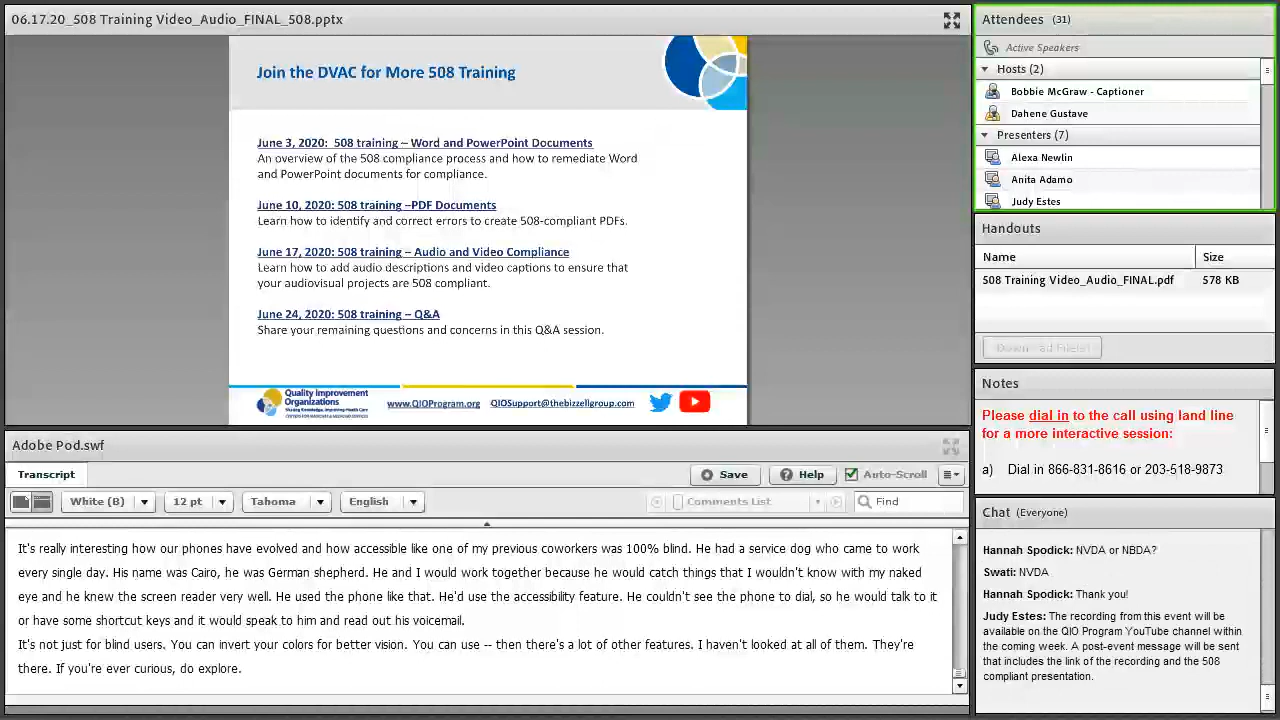 06.17.20_508 Training Video_Audio_FINAL_508.pptx
Join the DVAC for More 508 Training
June 3, 2020:  508 training – Word and PowerPoint Documents
An overview of the 508 compliance process and how to remediate Word
and PowerPoint documents for compliance.
June 10, 2020: 508 training –PDF Documents
Learn how to identify and correct errors to create 508-compliant PDFs.
June 17, 2020: 508 training – Audio and Video Compliance
Learn how to add audio descriptions and video captions to ensure that
your audiovisual projects are 508 compliant.
June 24, 2020: 508 training – Q&A
Share your remaining questions and concerns in this Q&A session.
Quality Improvement
Organizations
Sharing Knowledge. Improving Health Care.
CENTERS FOR MEDICARE & MEDICAID SERVICES
www.QIOProgram.org
QIOSupport@thebizzellgroup.com
Adobe Pod.swf
Transcript
Save
Help
Auto-Scroll
White (B)
12 pt
Tahoma
English
Comments List
Find
It's really interesting how our phones have evolved and how accessible like one of my previous coworkers was 100% blind. He had a service dog who came to work
every single day. His name was Cairo, he was German shepherd. He and I would work together because he would catch things that I wouldn't know with my naked
eye and he knew the screen reader very well. He used the phone like that. He'd use the accessibility feature. He couldn't see the phone to dial, so he would talk to it
or have some shortcut keys and it would speak to him and read out his voicemail.
It's not just for blind users. You can invert your colors for better vision. You can use -- then there's a lot of other features. I haven't looked at all of them. They're
there. If you're ever curious, do explore.
Attendees (31)
Active Speakers
Hosts (2)
Bobbie McGraw - Captioner
Dahene Gustave
Presenters (7)
Alexa Newlin
Anita Adamo
Judy Estes
Handouts
Name
Size
508 Training Video_Audio_FINAL.pdf
578 KB
Download File(s)
Notes
Please dial in to the call using land line
for a more interactive session:
a) Dial in 866-831-8616 or 203-518-9873
Chat (Everyone)
Hannah Spodick: NVDA or NBDA?
Swati: NVDA
Hannah Spodick: Thank you!
Judy Estes: The recording from this event will be
available on the QIO Program YouTube channel within
the coming week. A post-event message will be sent
that includes the link of the recording and the 508
compliant presentation.